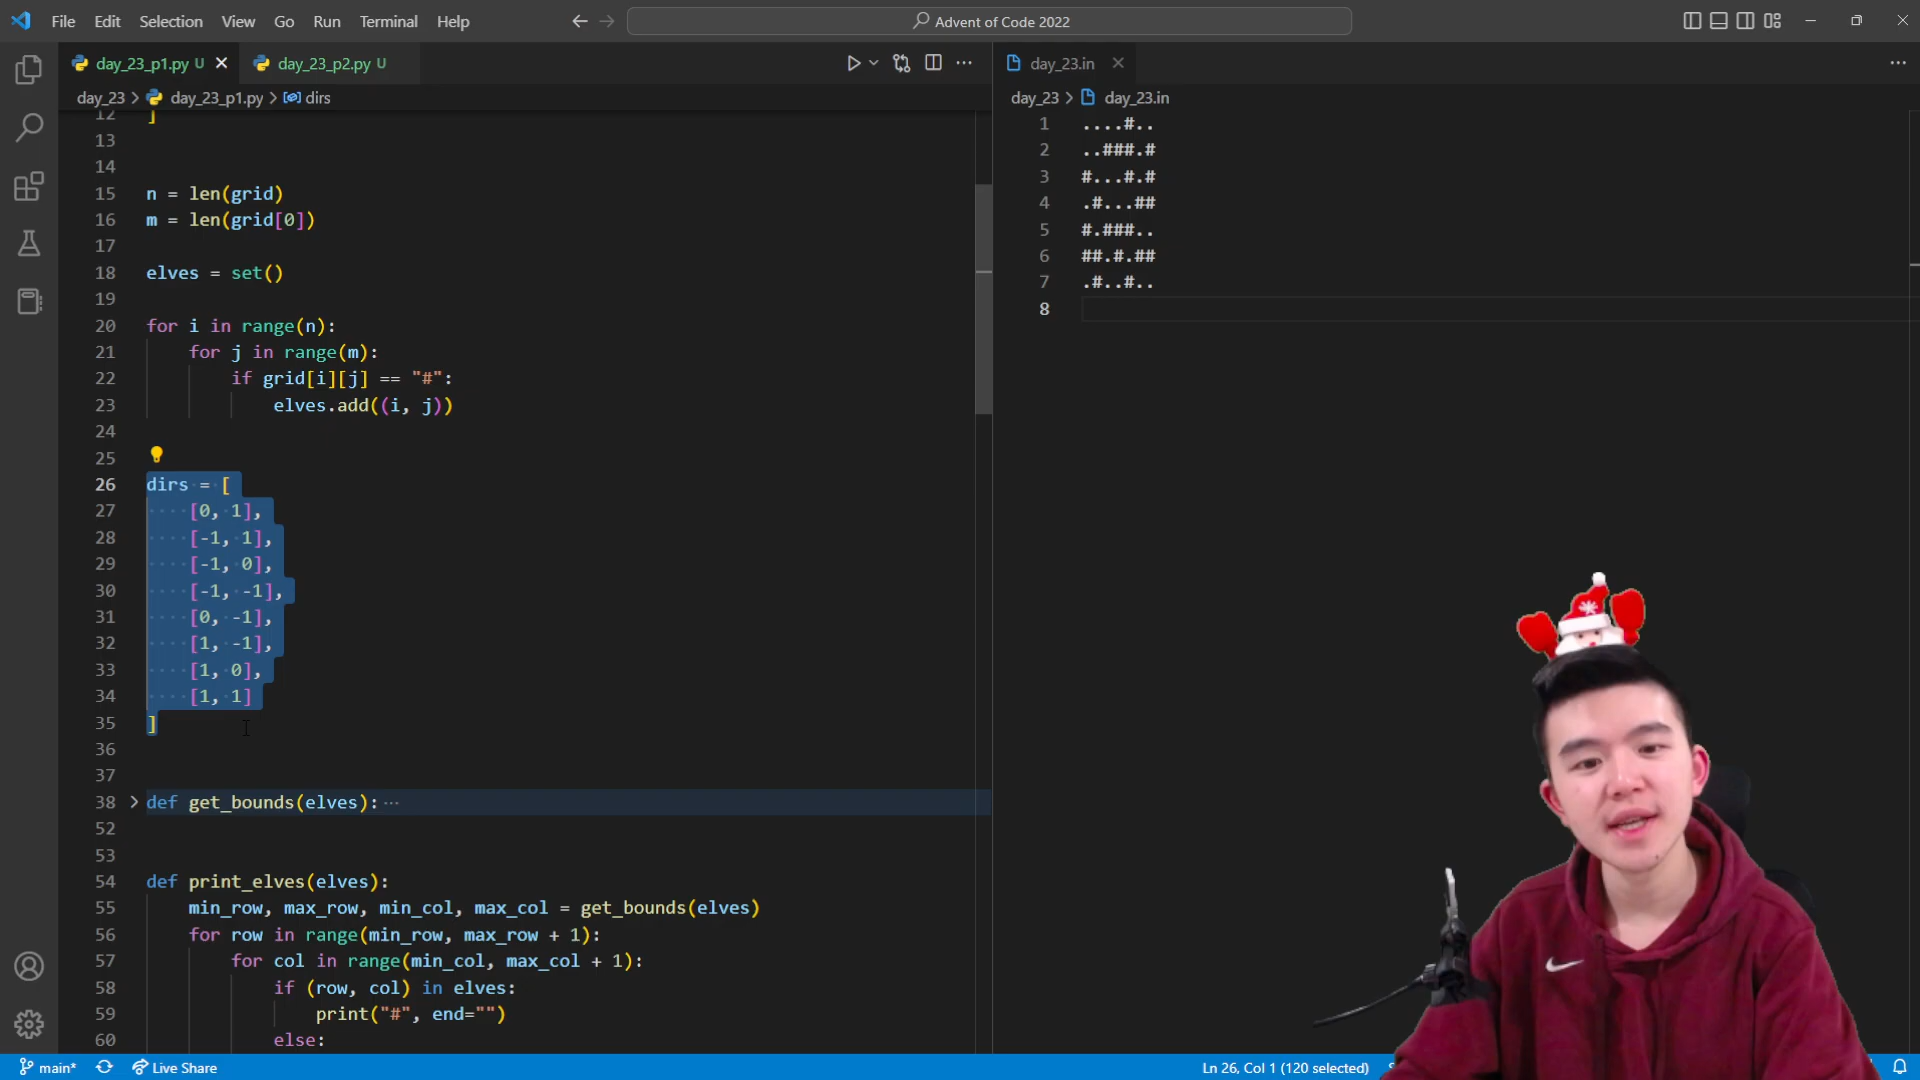 File Edit Selection View Go Run Terminal Help
Advent of Code 2022
day_23_p1.py U
day_23_p2.py U
day_23 > day_23_p1.py > dirs
12 ]
13
14
15 n = len(grid)
16 m = len(grid[0])
17
18 elves = set()
19
20 for i in range(n):
21 for j in range(m):
22 if grid[i][j] == "#":
23 elves.add((i, j))
24
25
26 dirs = [
27 [0, 1],
28 [-1, 1],
29 [-1, 0],
30 [-1, -1],
31 [0, -1],
32 [1, -1],
33 [1, 0],
34 [1, 1]
35 ]
36
37
38 def get_bounds(elves): ...
52
53
54 def print_elves(elves):
55 min_row, max_row, min_col, max_col = get_bounds(elves)
56 for row in range(min_row, max_row + 1):
57 for col in range(min_col, max_col + 1):
58 if (row, col) in elves:
59 print("#", end="")
60 else:
day_23.in
day_23 > day_23.in
1 ....#..
2 ..###.#
3 #...#.#
4 .#...##
5 #.###..
6 ##.#.##
7 .#..#..
8
main* Live Share
Ln 26, Col 1 (120 selected)